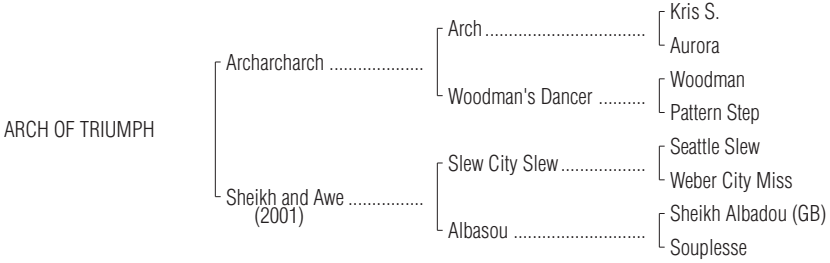 Kris S.
Arch ................................
Aurora
Archarcharch ...................
Woodman
Woodman's Dancer ..........
Pattern Step
ARCH OF TRIUMPH
Seattle Slew
Slew City Slew.................
Weber City Miss
Sheikh and Awe ...............
(2001)
Sheikh Albadou (GB)
Albasou ..........................
Souplesse